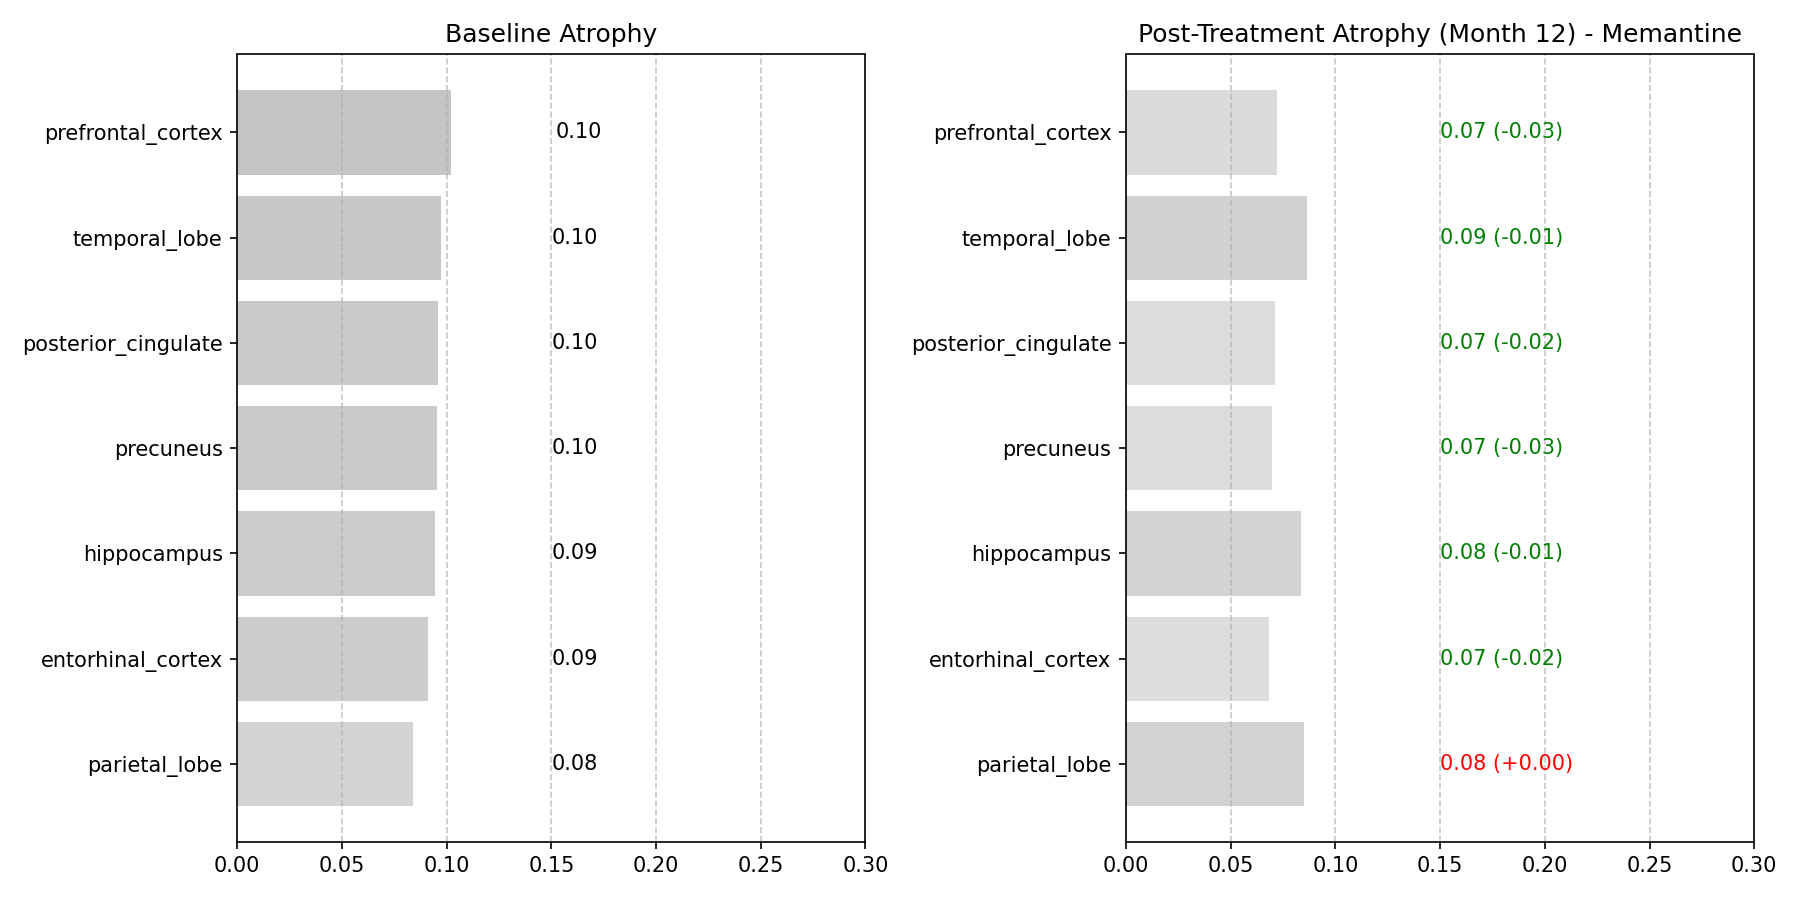 Baseline Atrophy
prefrontal_cortex 0.10
temporal_lobe 0.10
posterior_cingulate 0.10
precuneus 0.10
hippocampus 0.09
entorhinal_cortex 0.09
parietal_lobe 0.08
0.00 0.05 0.10 0.15 0.20 0.25 0.30
Post-Treatment Atrophy (Month 12) - Memantine
prefrontal_cortex 0.07 (-0.03)
temporal_lobe 0.09 (-0.01)
posterior_cingulate 0.07 (-0.02)
precuneus 0.07 (-0.03)
hippocampus 0.08 (-0.01)
entorhinal_cortex 0.07 (-0.02)
parietal_lobe 0.08 (+0.00)
0.00 0.05 0.10 0.15 0.20 0.25 0.30